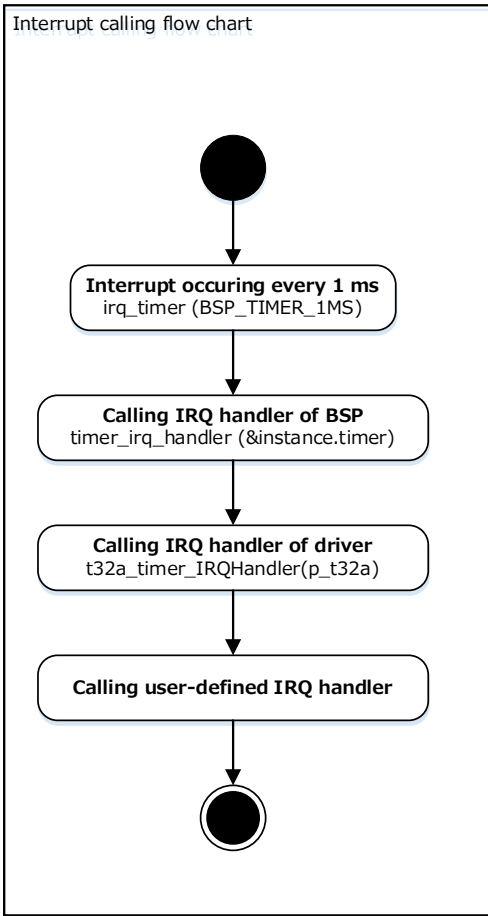 Interrupt calling flow chart
Interrupt occuring every 1 ms
irq_timer (BSP_TIMER_1MS)
Calling IRQ handler of BSP
timer_irq_handler (&instance.timer)
Calling IRQ handler of driver
t32a_timer_IRQHandler(p_t32a)
Calling user-defined IRQ handler